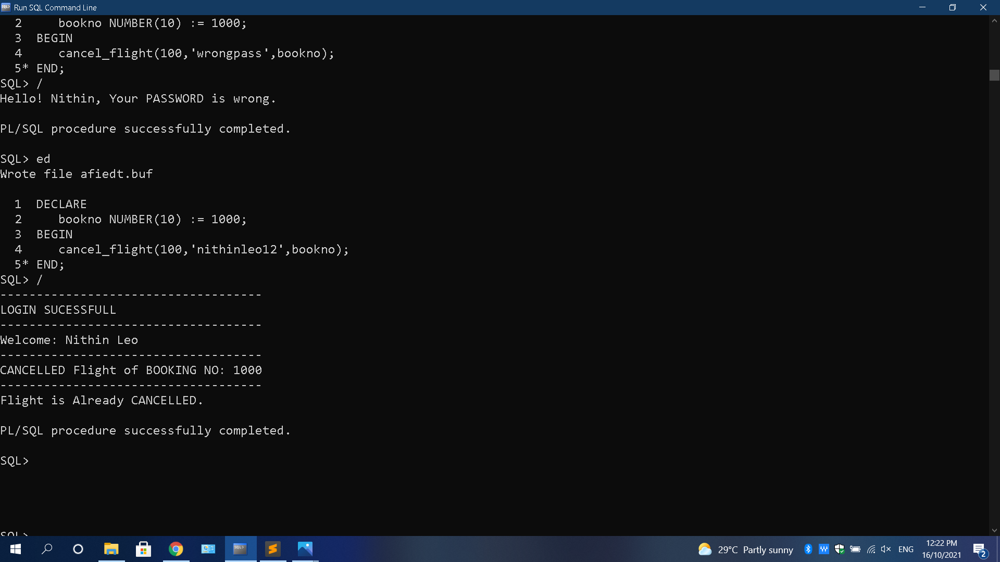 Run SQL Command Line
  2     bookno NUMBER(10) := 1000;
  3  BEGIN
  4     cancel_flight(100,'wrongpass',bookno);
  5* END;
SQL> /
Hello! Nithin, Your PASSWORD is wrong.
PL/SQL procedure successfully completed.
SQL> ed
Wrote file afiedt.buf
  1  DECLARE
  2     bookno NUMBER(10) := 1000;
  3  BEGIN
  4     cancel_flight(100,'nithinleo12',bookno);
  5* END;
SQL> /
------------------------------------
LOGIN SUCESSFULL
------------------------------------
Welcome: Nithin Leo
------------------------------------
CANCELLED Flight of BOOKING NO: 1000
------------------------------------
Flight is Already CANCELLED.
PL/SQL procedure successfully completed.
SQL>
SQL>
29°C Partly sunny ENG 12:22 PM
16/10/2021 2